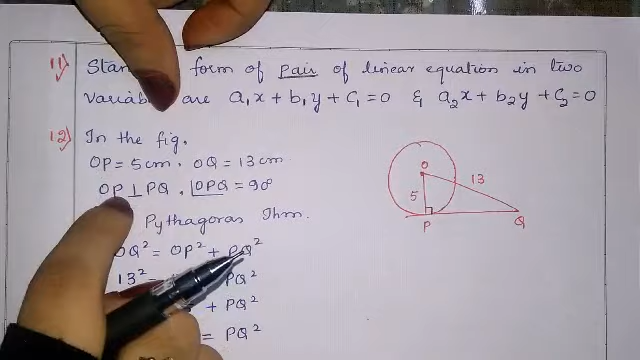 11) Stan form of pair of linear equation in two
variab are a₁x + b₁y + c₁ = 0 & a₂x + b₂y + c₂ = 0
12) In the fig.
OP = 5cm . OQ = 13cm
OP ⊥ PQ . ∠OPQ = 90°
Pythagoras Thm.
OQ² = OP² + PQ²
13² = PQ²
+ PQ²
= PQ²
O
5
13
P
Q